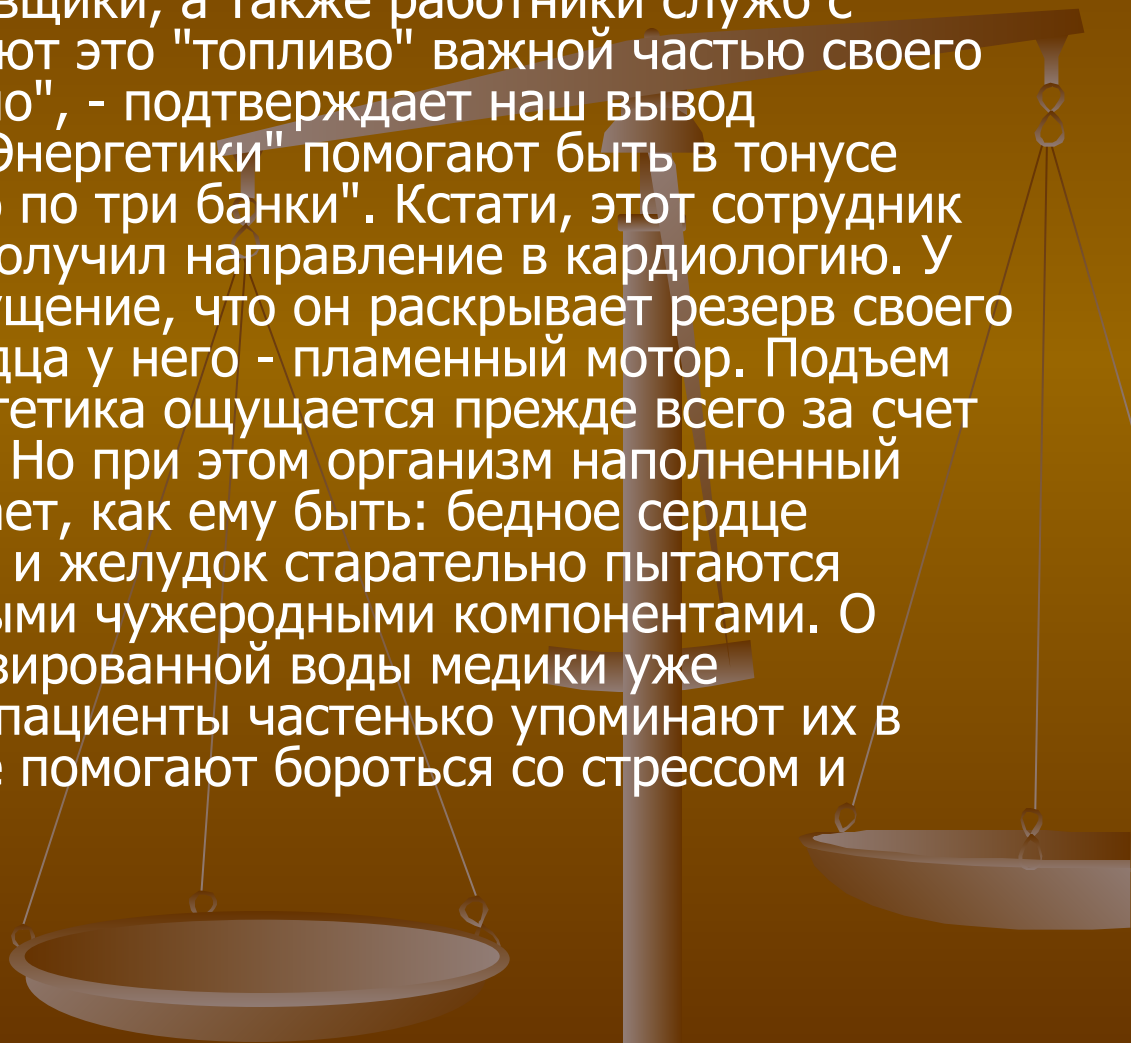 вщики, а также работники служб с
ют это "топливо" важной частью своего
о", - подтверждает наш вывод
Энергетики" помогают быть в тонусе
по три банки". Кстати, этот сотрудник
олучил направление в кардиологию. У
ущение, что он раскрывает резерв своего
дца у него - пламенный мотор. Подъем
гетика ощущается прежде всего за счет
Но при этом организм наполненный
ает, как ему быть: бедное сердце
и желудок старательно пытаются
ыми чужеродными компонентами. О
зированной воды медики уже
пациенты частенько упоминают их в
е помогают бороться со стрессом и